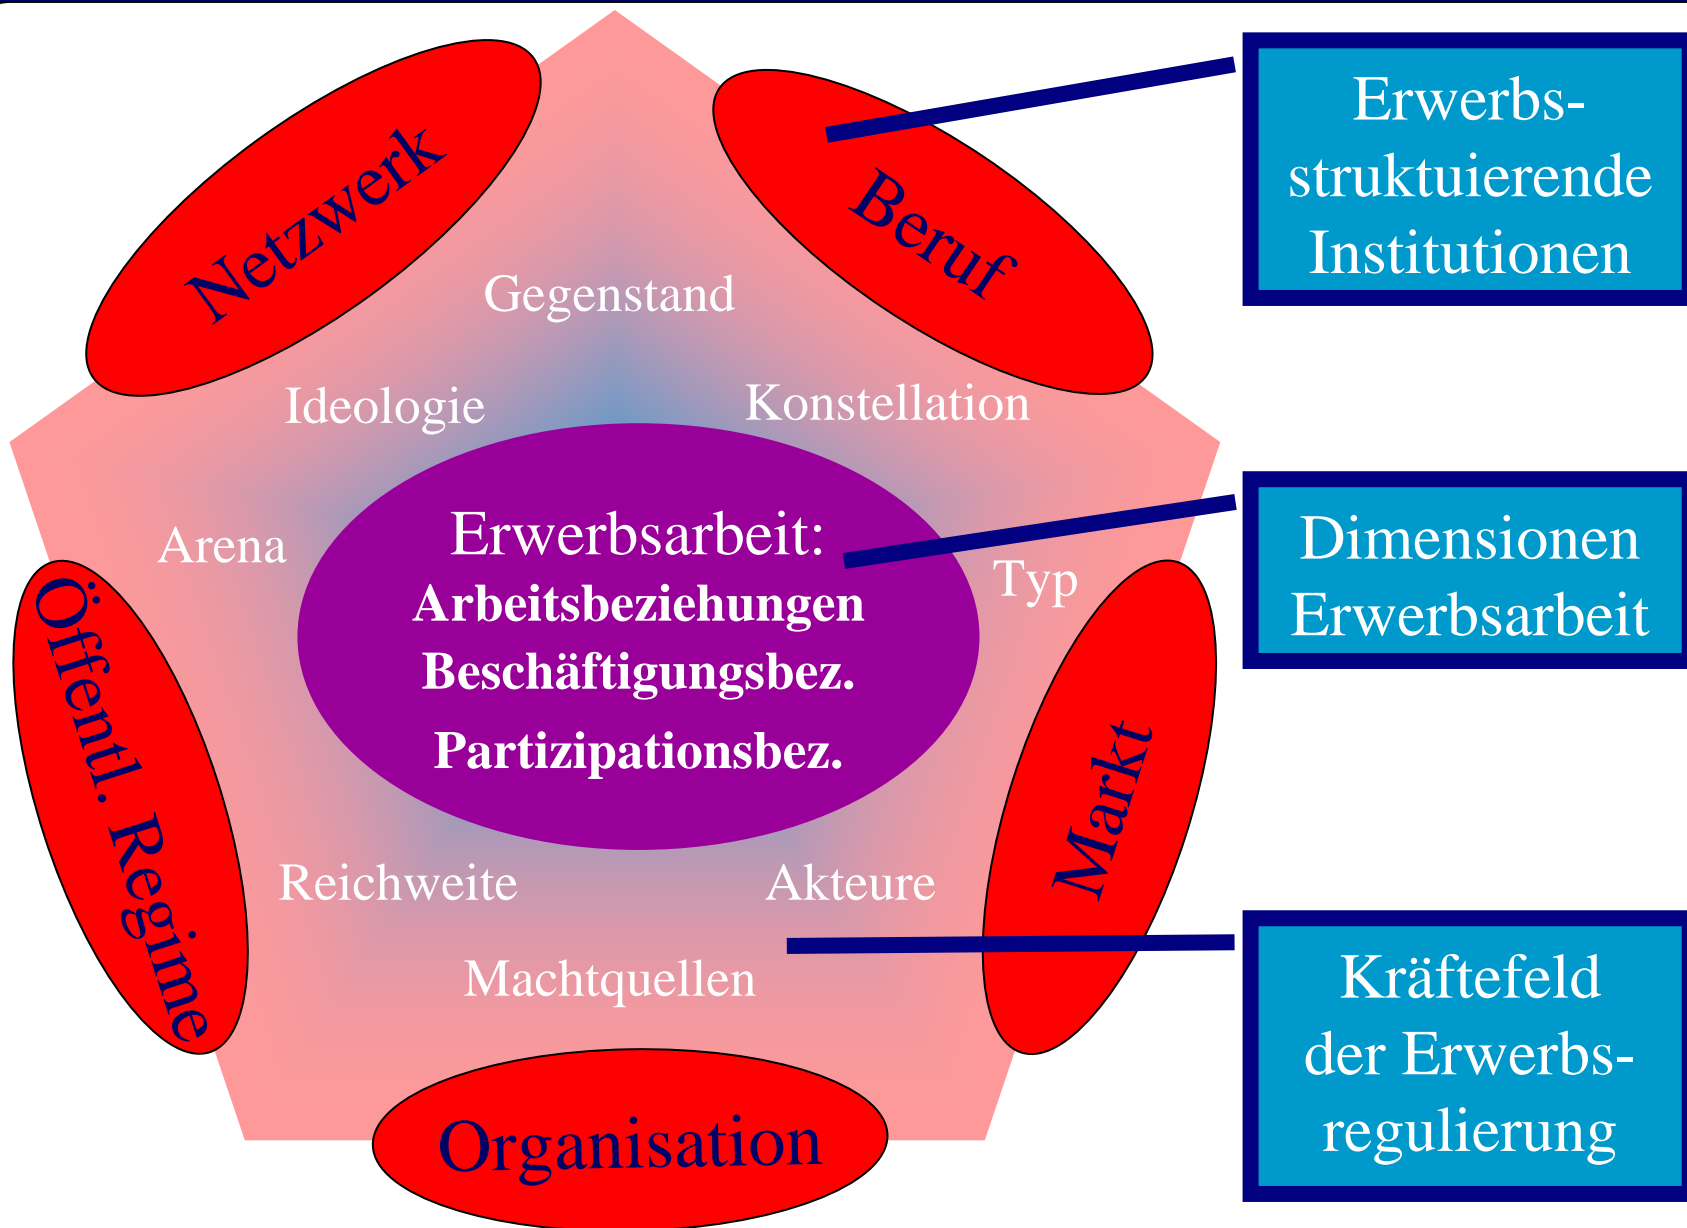 Netzwerk
Beruf
Gegenstand
Ideologie
Konstellation
Arena
Typ
Erwerbsarbeit:
Arbeitsbeziehungen
Beschäftigungsbez.
Partizipationsbez.
Öffentl. Regime
Markt
Reichweite
Akteure
Machtquellen
Organisation
Erwerbs-
struktuierende
Institutionen
Dimensionen
Erwerbsarbeit
Kräftefeld
der Erwerbs-
regulierung